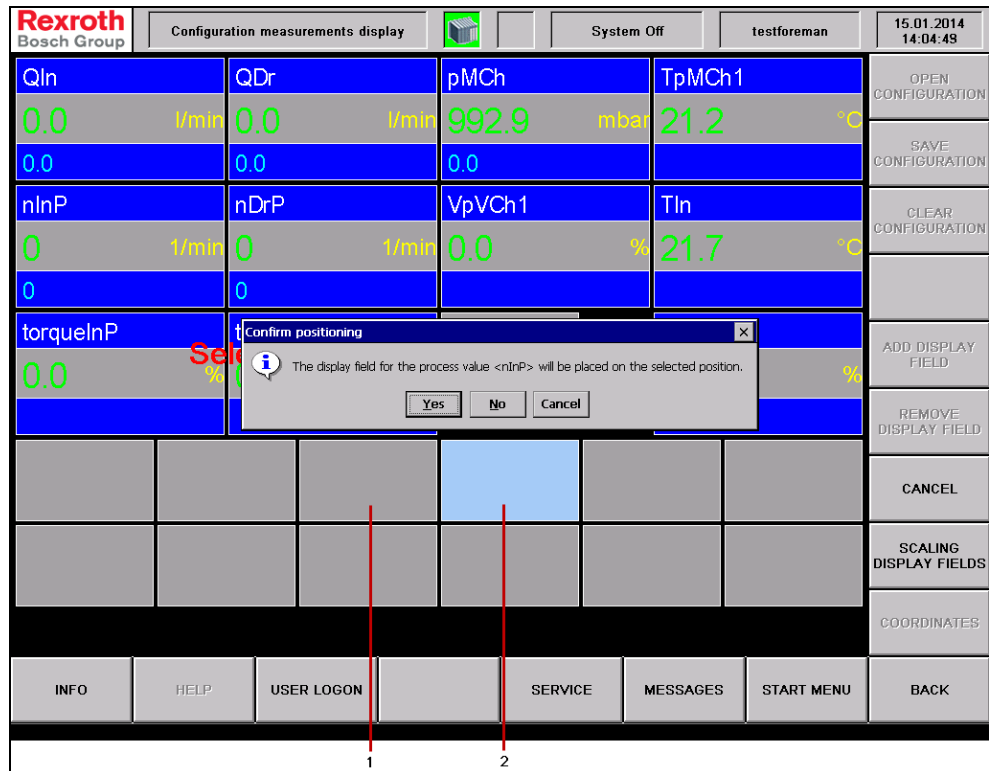 Rexroth
Bosch Group
Configuration measurements display
System Off
testforeman
15.01.2014
14:04:49
QIn
QDr
pMCh
TpMCh1
0.0 l/min
0.0 l/min
992.9 mbar
21.2 °C
0.0
0.0
0.0
nInP
nDrP
VpVCh1
TIn
0 1/min
0 1/min
0.0 %
21.7 °C
0
0
torqueInP
t
Sele
0.0 %
%
Confirm positioning
The display field for the process value <nInP> will be placed on the selected position.
Yes
No
Cancel
OPEN
CONFIGURATION
SAVE
CONFIGURATION
CLEAR
CONFIGURATION
ADD DISPLAY
FIELD
REMOVE
DISPLAY FIELD
CANCEL
SCALING
DISPLAY FIELDS
COORDINATES
INFO
HELP
USER LOGON
SERVICE
MESSAGES
START MENU
BACK
1
2